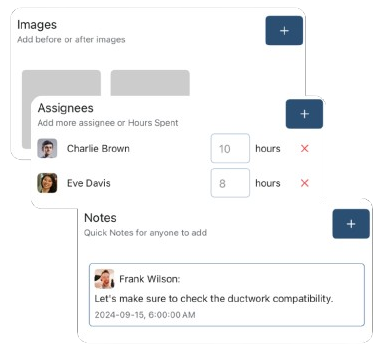 Images
Add before or after images
+
Assignees
Add more assignee or Hours Spent
+
Charlie Brown 10 hours ×
Eve Davis 8 hours ×
Notes
Quick Notes for anyone to add
+
Frank Wilson:
Let's make sure to check the ductwork compatibility.
2024-09-15, 6:00:00 AM